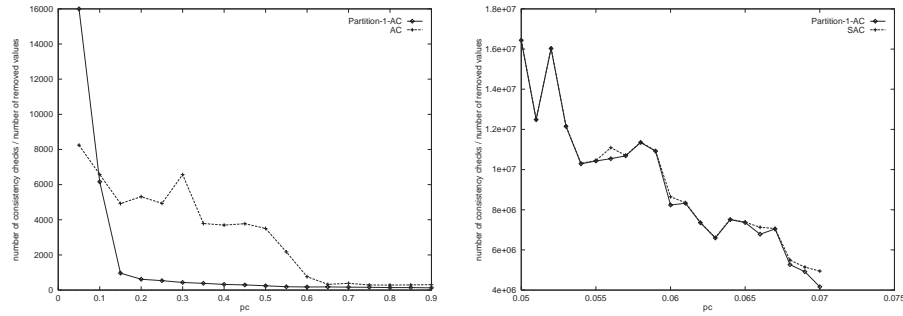 16000
14000
12000
10000
8000
6000
4000
2000
0
0
0.1
0.2
0.3
0.4
0.5
0.6
0.7
0.8
0.9
pc
number of consistency checks / number of removed values
Partition-1-AC
AC
1.8e+07
1.6e+07
1.4e+07
1.2e+07
1e+07
8e+06
6e+06
4e+06
0.05
0.055
0.06
0.065
0.07
0.075
pc
number of consistency checks / number of removed values
Partition-1-AC
SAC